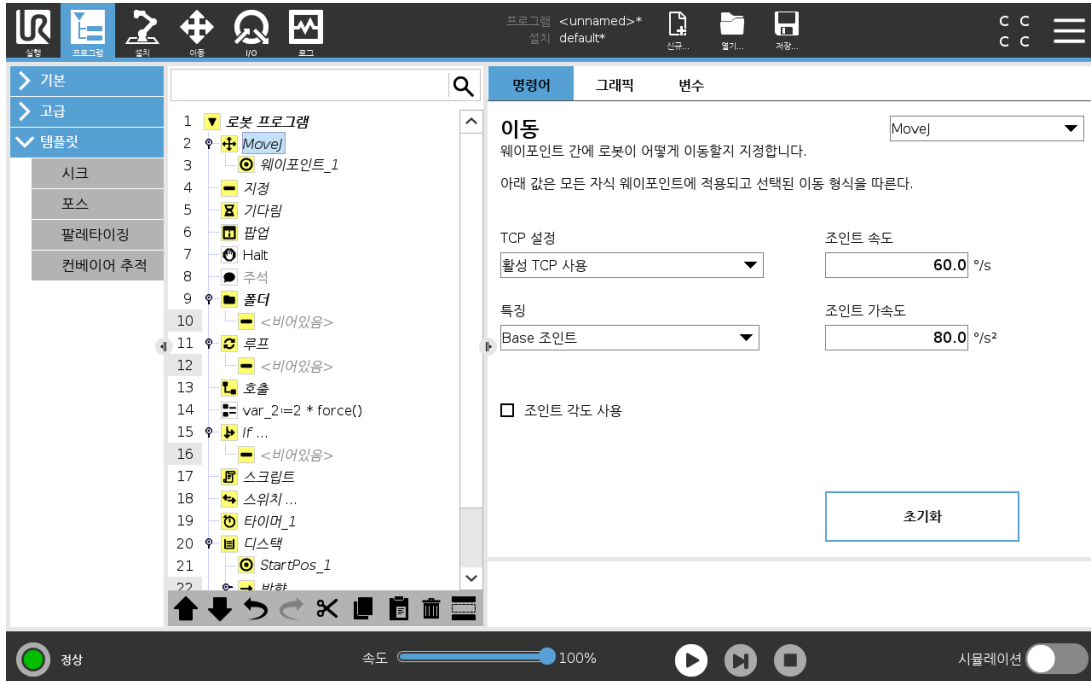 UR
실행
프로그램
설치
이동
I/O
로그
프로그램 <unnamed>*
설치 default*
신규...
열기...
저장...
C C
C C
기본
고급
템플릿
시크
포스
팔레타이징
컨베이어 추적
1 로봇 프로그램
2 MoveJ
3 웨이포인트_1
4 지정
5 기다림
6 팝업
7 Halt
8 주석
9 폴더
10 <비어있음>
11 루프
12 <비어있음>
13 호출
14 var_2≔2 * force()
15 If ...
16 <비어있음>
17 스크립트
18 스위치 ...
19 타이머_1
20 디스택
21 StartPos_1
22 방향
명령어
그래픽
변수
이동
MoveJ
웨이포인트 간에 로봇이 어떻게 이동할지 지정합니다.
아래 값은 모든 자식 웨이포인트에 적용되고 선택된 이동 형식을 따른다.
TCP 설정
조인트 속도
활성 TCP 사용
60.0 °/s
특징
조인트 가속도
Base 조인트
80.0 °/s²
조인트 각도 사용
초기화
정상
속도
100%
시뮬레이션